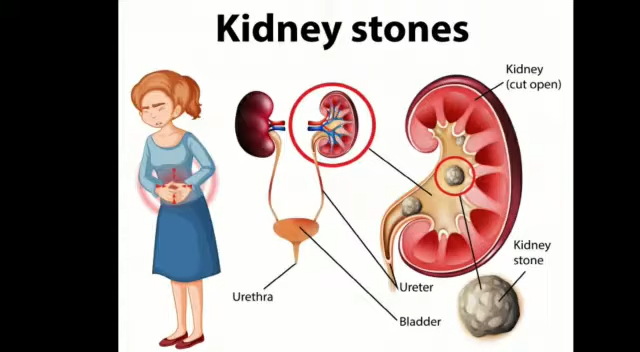 Kidney stones
Kidney
(cut open)
Kidney
stone
Ureter
Urethra
Bladder